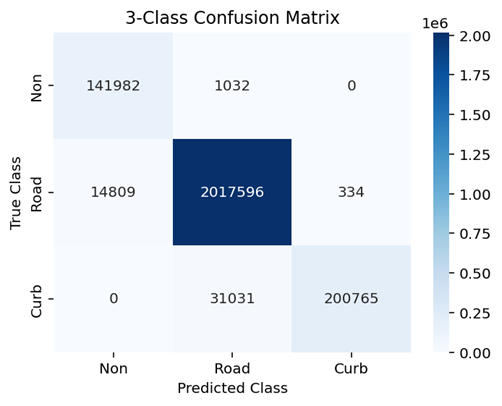 3-Class Confusion Matrix
1e6
Non
141982 1032 0
Road
14809 2017596 334
Curb
0 31031 200765
True Class
Non Road Curb
Predicted Class
2.00
1.75
1.50
1.25
1.00
0.75
0.50
0.25
0.00